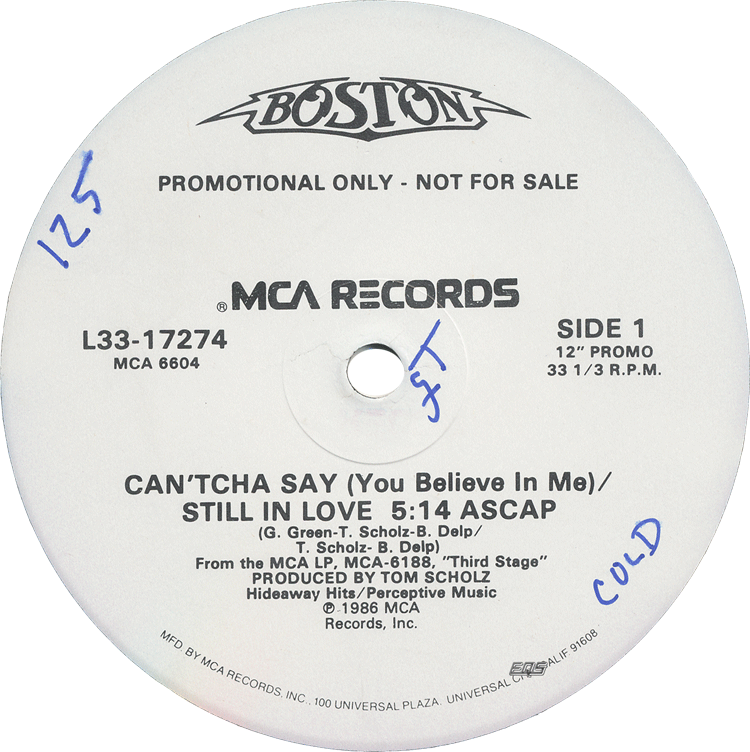 BOSTON
PROMOTIONAL ONLY - NOT FOR SALE
125
® MCA RECORDS
L33-17274
MCA 6604
SIDE 1
12" PROMO
33 1/3 R.P.M.
CAN'TCHA SAY (You Believe In Me)/
STILL IN LOVE 5:14 ASCAP
(G. Green-T. Scholz-B. Delp/
T. Scholz- B. Delp)
From the MCA LP, MCA-6188, "Third Stage"
PRODUCED BY TOM SCHOLZ
Hideaway Hits/Perceptive Music
℗ 1986 MCA
Records, Inc.
COLD
MFD. BY MCA RECORDS, INC., 100 UNIVERSAL PLAZA. UNIVERSAL 91608